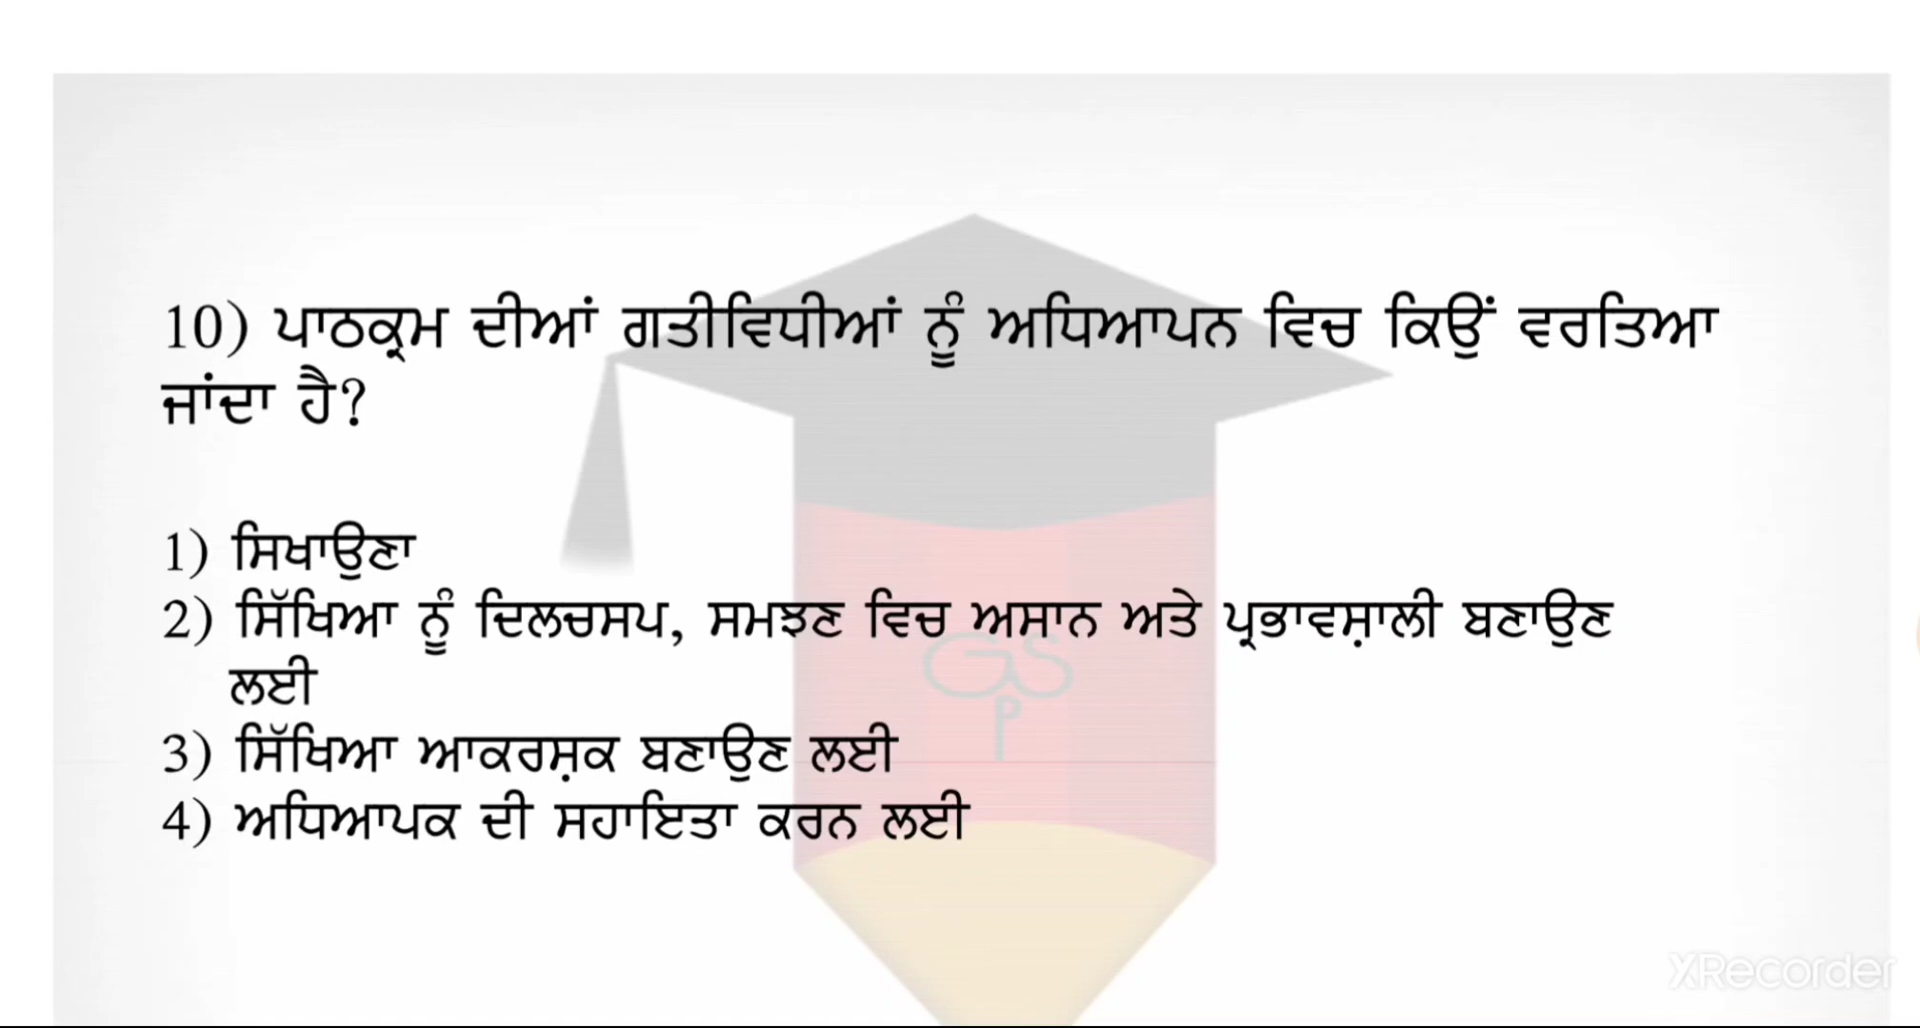 10) ਪਾਠਕ੍ਰਮ ਦੀਆਂ ਗਤੀਵਿਧੀਆਂ ਨੂੰ ਅਧਿਆਪਨ ਵਿਚ ਕਿਉਂ ਵਰਤਿਆ
ਜਾਂਦਾ ਹੈ?
1) ਸਿਖਾਉਣਾ
2) ਸਿੱਖਿਆ ਨੂੰ ਦਿਲਚਸਪ, ਸਮਝਣ ਵਿਚ ਅਸਾਨ ਅਤੇ ਪ੍ਰਭਾਵਸ਼ਾਲੀ ਬਣਾਉਣ
ਲਈ
3) ਸਿੱਖਿਆ ਆਕਰਸ਼ਕ ਬਣਾਉਣ ਲਈ
4) ਅਧਿਆਪਕ ਦੀ ਸਹਾਇਤਾ ਕਰਨ ਲਈ
GS
P
XRecorder